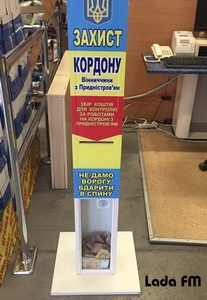 ЗАХИСТ
КОРДОНУ
Вінниччини
з Придністров'ям
ЗБІР КОШТІВ
ДЛЯ КОНТРОЛЮ
ЗА РОБОТАМИ
НА КОРДОНІ З
ПРИДНІСТРОВ'ЯМ
НЕ ДАМО
ВОРОГУ
ВДАРИТИ
В СПИНУ
Lada FM